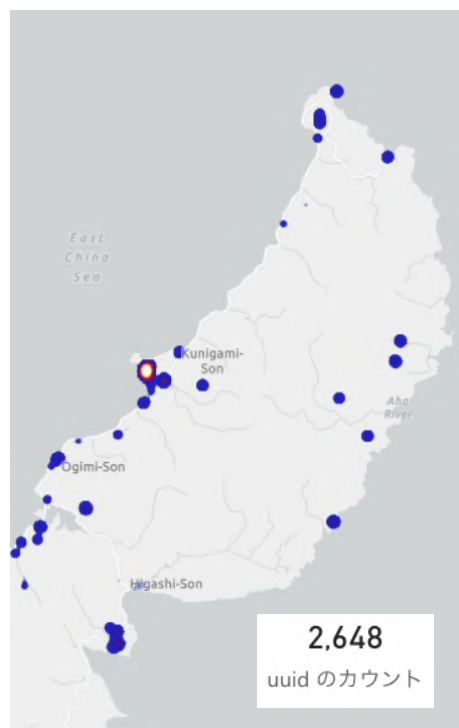 East
China
Sea
Kunigami-
Son
Aha
River
Ogimi-Son
Higashi-Son
2,648
uuid のカウント